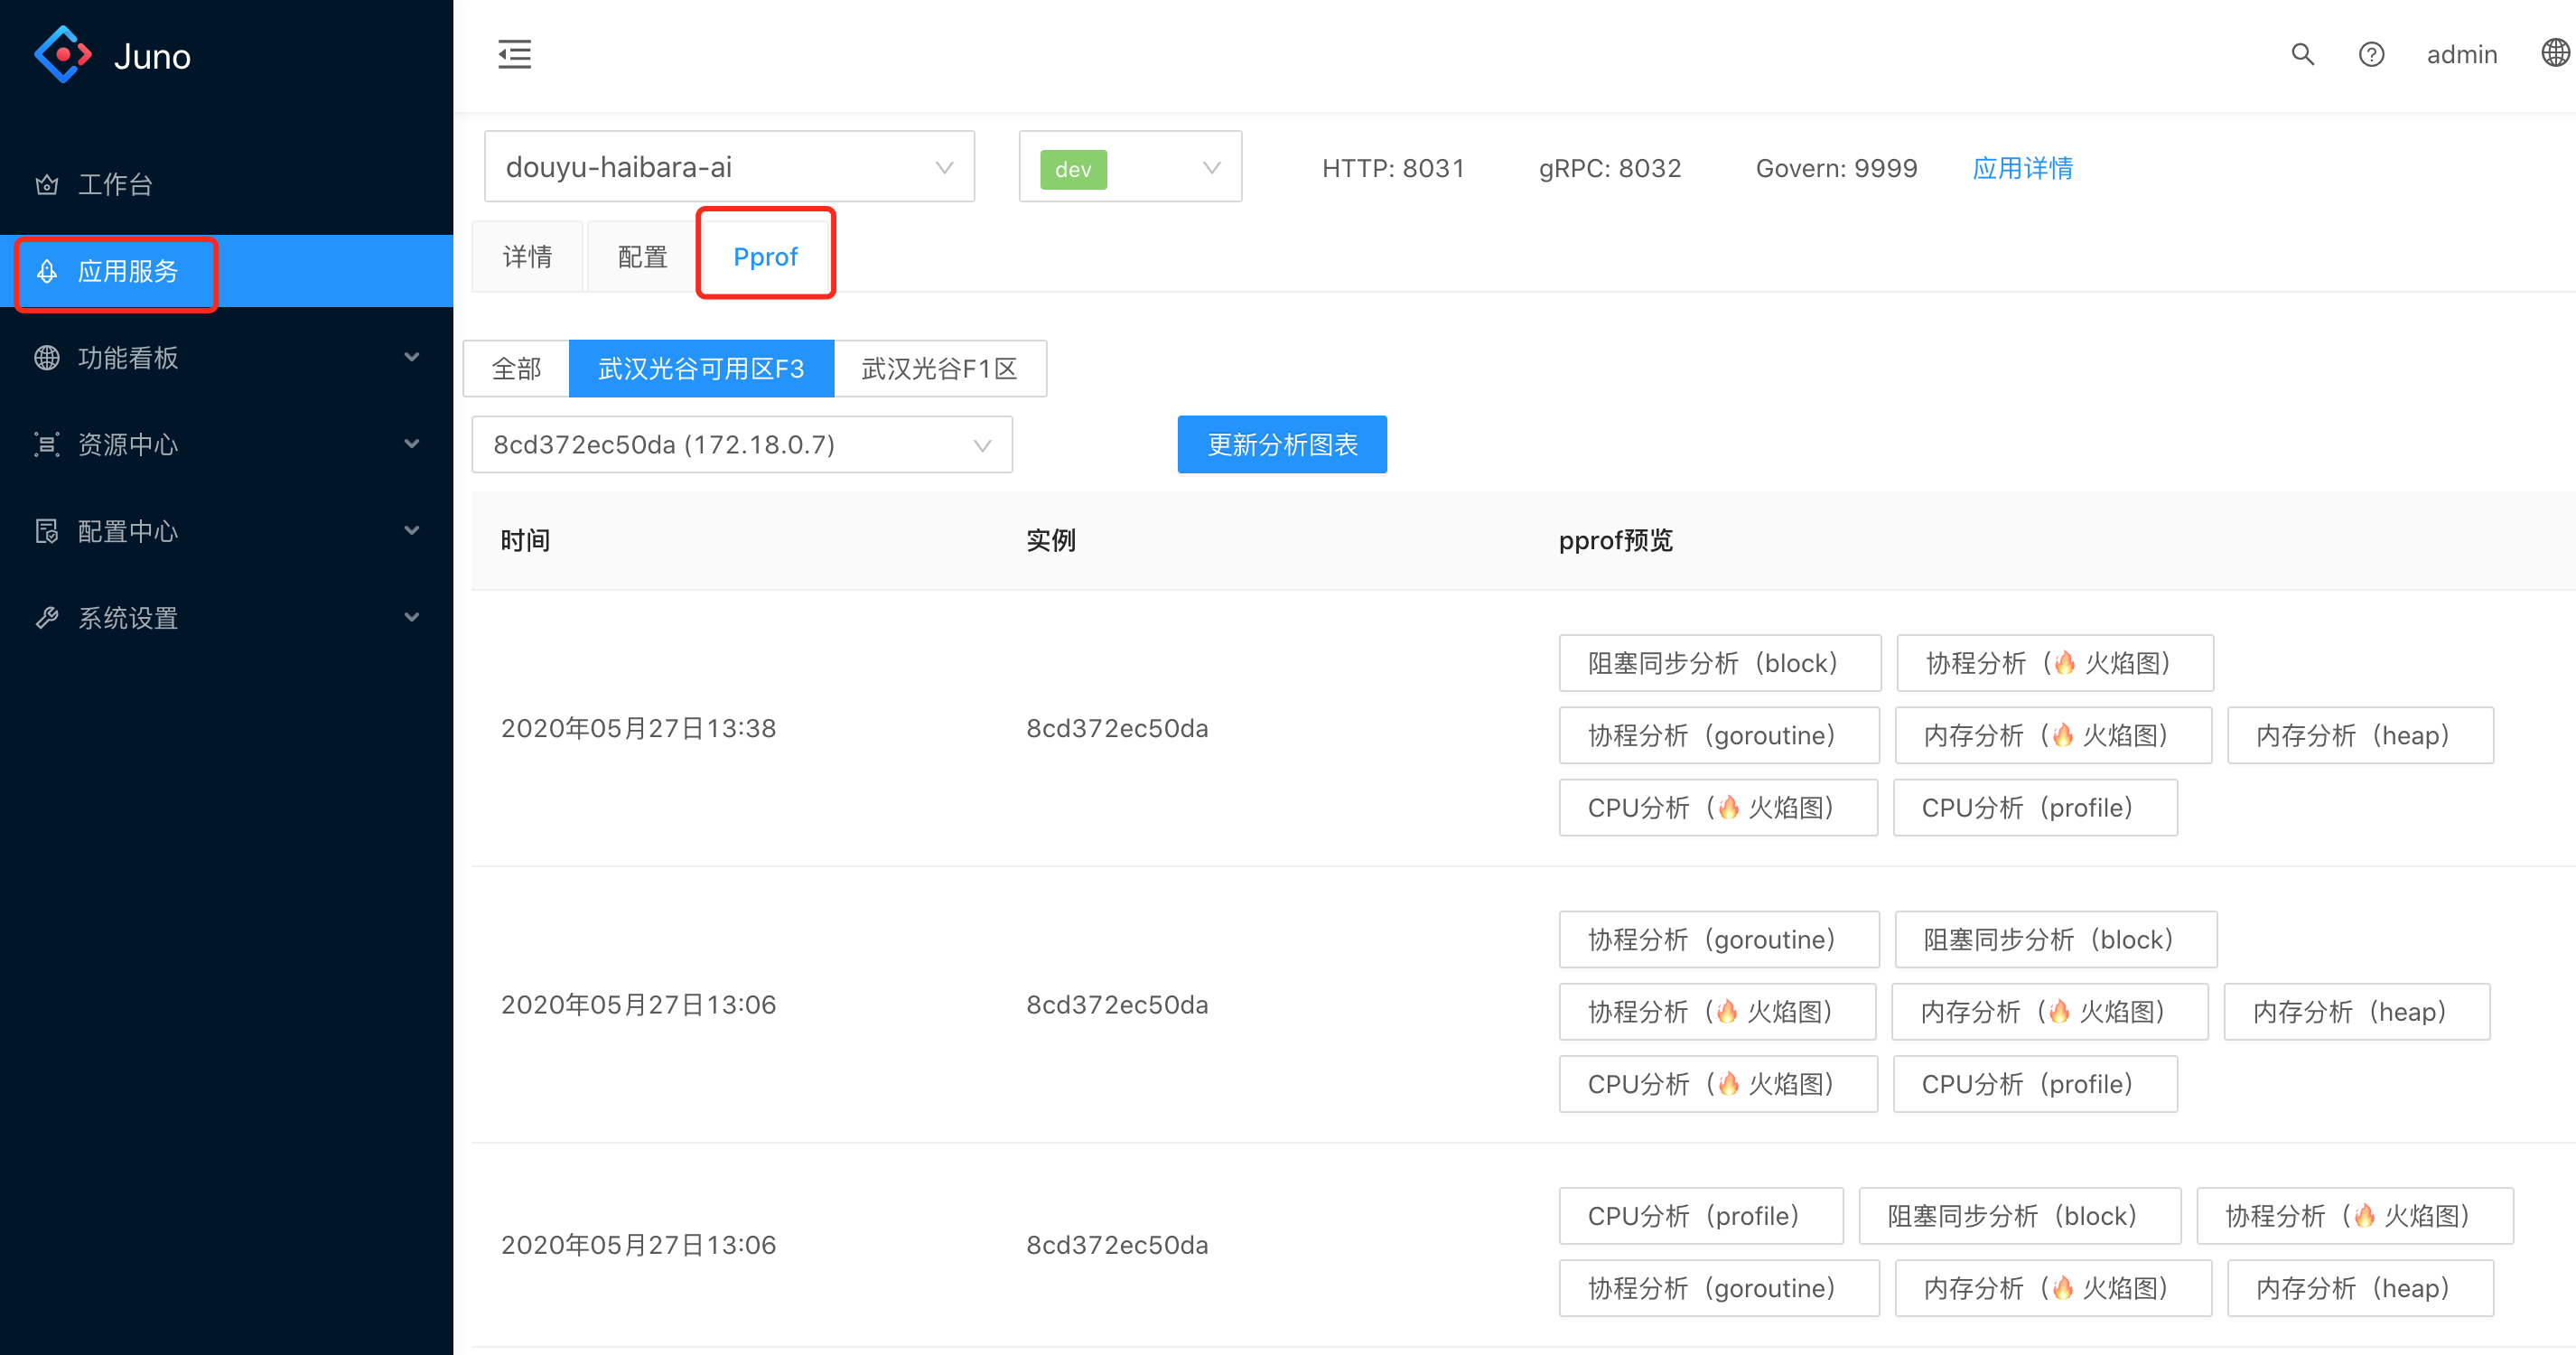 Juno
admin
工作台
应用服务
功能看板
资源中心
配置中心
系统设置
douyu-haibara-ai
dev
HTTP: 8031
gRPC: 8032
Govern: 9999
应用详情
详情
配置
Pprof
全部
武汉光谷可用区F3
武汉光谷F1区
8cd372ec50da (172.18.0.7)
更新分析图表
时间
实例
pprof预览
2020年05月27日13:38
8cd372ec50da
阻塞同步分析（block）
协程分析（🔥 火焰图）
协程分析（goroutine）
内存分析（🔥 火焰图）
内存分析（heap）
CPU分析（🔥 火焰图）
CPU分析（profile）
2020年05月27日13:06
8cd372ec50da
协程分析（goroutine）
阻塞同步分析（block）
协程分析（🔥 火焰图）
内存分析（🔥 火焰图）
内存分析（heap）
CPU分析（🔥 火焰图）
CPU分析（profile）
2020年05月27日13:06
8cd372ec50da
CPU分析（profile）
阻塞同步分析（block）
协程分析（🔥 火焰图）
协程分析（goroutine）
内存分析（🔥 火焰图）
内存分析（heap）